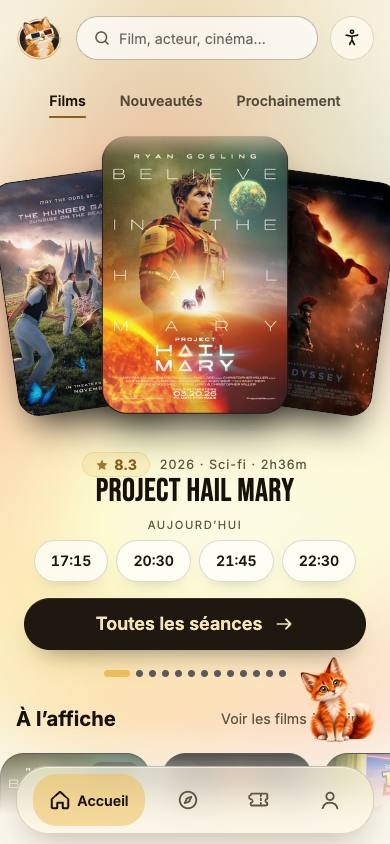 Film, acteur, cinéma...
Films
Nouveautés
Prochainement
MAY THE ODDS BE
THE HUNGER
SUNRISE ON THE
IN THEATERS
RYAN GOSLING
BELIEVE
IN THE
HAIL
MARY
PROJECT
HAIL
MARY
03.20.26
DYSSEY
8.3
2026 · Sci-fi · 2h36m
PROJECT HAIL MARY
AUJOURD'HUI
17:15
20:30
21:45
22:30
Toutes les séances →
À l'affiche
Voir les films
Accueil